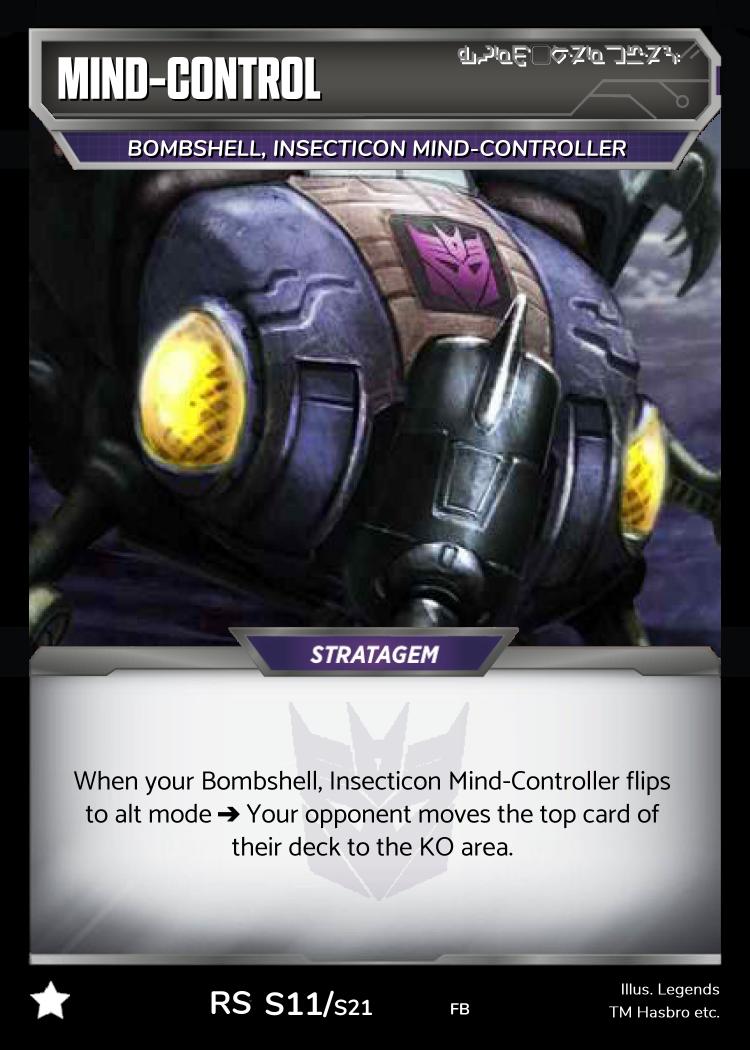 MIND-CONTROL
BOMBSHELL, INSECTICON MIND-CONTROLLER
STRATAGEM
When your Bombshell, Insecticon Mind-Controller flips
to alt mode ➔ Your opponent moves the top card of
their deck to the KO area.
RS S11/S21
FB
Illus. Legends
TM Hasbro etc.